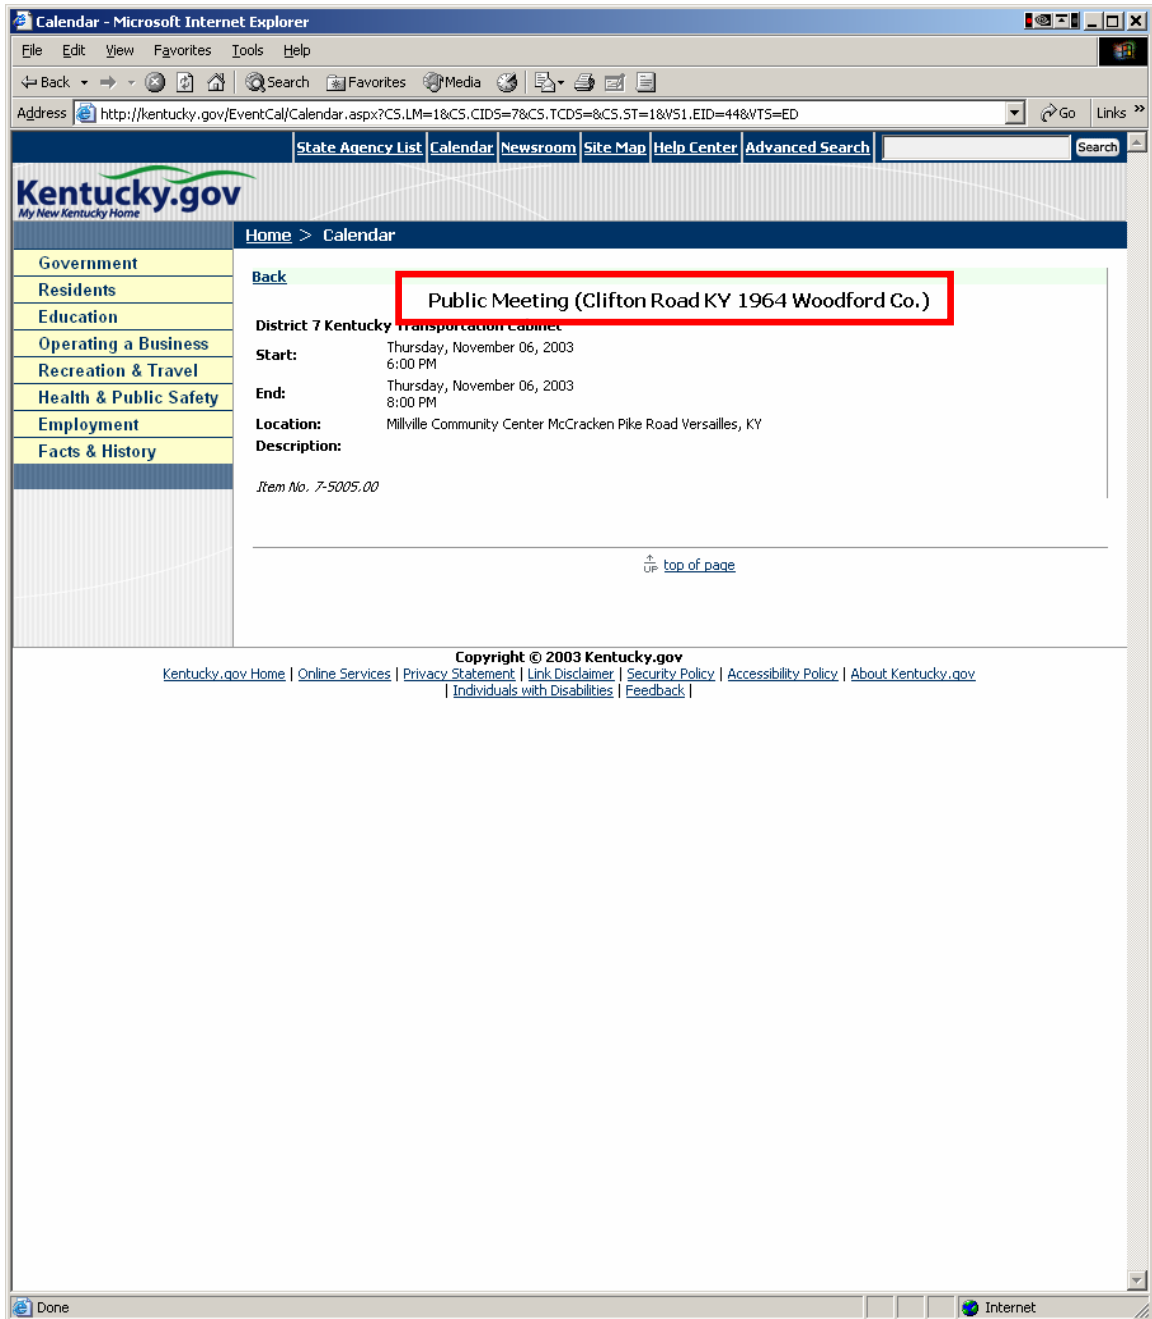 Calendar - Microsoft Internet Explorer
File Edit View Favorites Tools Help
Back Search Favorites Media
Address http://kentucky.gov/EventCal/Calendar.aspx?CS.LM=1&CS.CIDS=7&CS.TCDS=&CS.ST=1&VS1.EID=44&VTS=ED Go Links »
State Agency List Calendar Newsroom Site Map Help Center Advanced Search Search
Kentucky.gov
My New Kentucky Home
Home > Calendar
Government
Residents
Education
Operating a Business
Recreation & Travel
Health & Public Safety
Employment
Facts & History
Back
Public Meeting (Clifton Road KY 1964 Woodford Co.)
District 7 Kentucky Transportation Cabinet
Start: Thursday, November 06, 2003
6:00 PM
End: Thursday, November 06, 2003
8:00 PM
Location: Millville Community Center McCracken Pike Road Versailles, KY
Description:
Item No. 7-5005.00
UP top of page
Copyright © 2003 Kentucky.gov
Kentucky.gov Home | Online Services | Privacy Statement | Link Disclaimer | Security Policy | Accessibility Policy | About Kentucky.gov
| Individuals with Disabilities | Feedback |
Done Internet